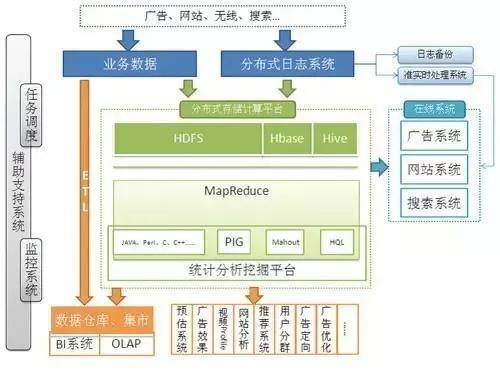 广告、网站、无线、搜索…
业务数据
分布式日志系统
日志备份
准实时处理系统
任务调度
辅助支持系统
监控系统
ETL
分布式存储计算平台
HDFS
Hbase
Hive
MapReduce
JAVA、Perl、C、C++……
PIG
Mahout
HQL
统计分析挖掘平台
在线系统
广告系统
网站系统
搜索系统
数据仓库、集市
BI系统
OLAP
预估系统
广告效果
视频Profile
网站分析
推荐系统
用户分群
广告定向
广告优化
……